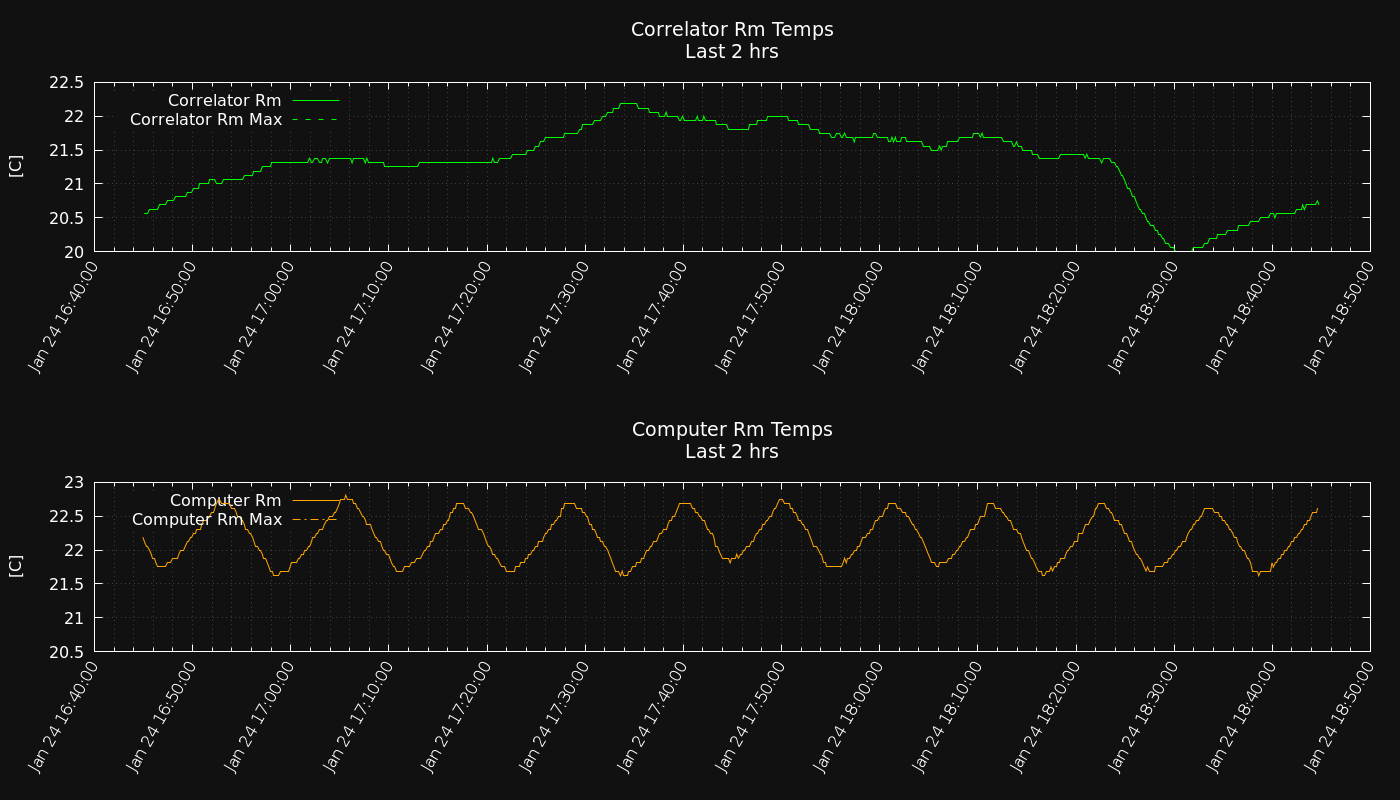 Correlator Rm Temps
Last 2 hrs
22.5
22
21.5
21
20.5
20
[C]
Correlator Rm
Correlator Rm Max
Jan 24 16:40:00
Jan 24 16:50:00
Jan 24 17:00:00
Jan 24 17:10:00
Jan 24 17:20:00
Jan 24 17:30:00
Jan 24 17:40:00
Jan 24 17:50:00
Jan 24 18:00:00
Jan 24 18:10:00
Jan 24 18:20:00
Jan 24 18:30:00
Jan 24 18:40:00
Jan 24 18:50:00
Computer Rm Temps
Last 2 hrs
23
22.5
22
21.5
21
20.5
[C]
Computer Rm
Computer Rm Max
Jan 24 16:40:00
Jan 24 16:50:00
Jan 24 17:00:00
Jan 24 17:10:00
Jan 24 17:20:00
Jan 24 17:30:00
Jan 24 17:40:00
Jan 24 17:50:00
Jan 24 18:00:00
Jan 24 18:10:00
Jan 24 18:20:00
Jan 24 18:30:00
Jan 24 18:40:00
Jan 24 18:50:00